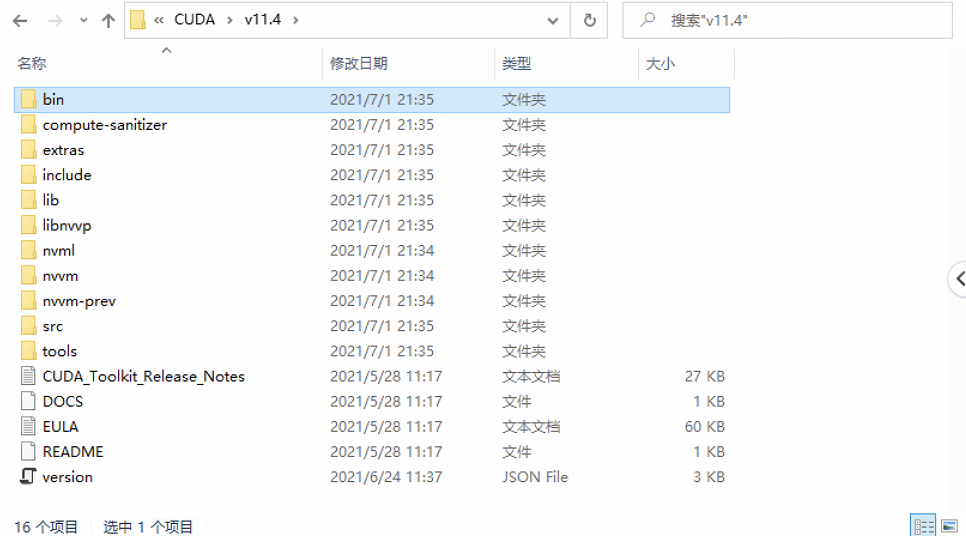 « CUDA › v11.4 ›
搜索"v11.4"
名称 修改日期 类型 大小
bin 2021/7/1 21:35 文件夹
compute-sanitizer 2021/7/1 21:35 文件夹
extras 2021/7/1 21:35 文件夹
include 2021/7/1 21:35 文件夹
lib 2021/7/1 21:35 文件夹
libnvvp 2021/7/1 21:35 文件夹
nvml 2021/7/1 21:34 文件夹
nvvm 2021/7/1 21:34 文件夹
nvvm-prev 2021/7/1 21:34 文件夹
src 2021/7/1 21:35 文件夹
tools 2021/7/1 21:35 文件夹
CUDA_Toolkit_Release_Notes 2021/5/28 11:17 文本文档 27 KB
DOCS 2021/5/28 11:17 文件 1 KB
EULA 2021/5/28 11:17 文本文档 60 KB
README 2021/5/28 11:17 文件 1 KB
version 2021/6/24 11:37 JSON File 3 KB
16 个项目 选中 1 个项目